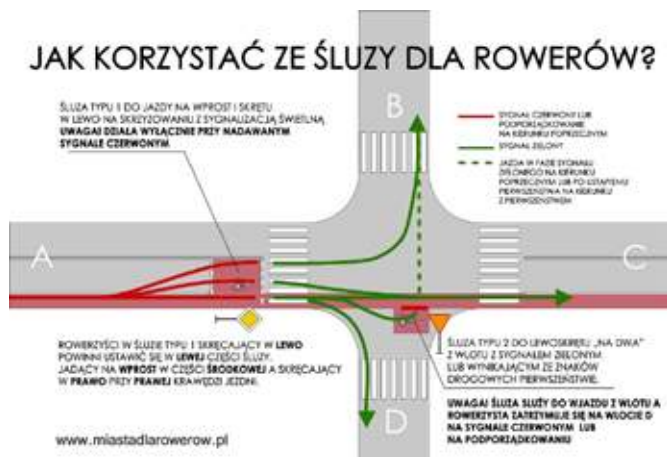 JAK KORZYSTAĆ ZE ŚLUZY DLA ROWERÓW?
ŚLUZA TYPU 1 DO JAZDY NA WPROST I SKRĘTU
W LEWO NA SKRZYŻOWANIU Z SYGNALIZACJĄ ŚWIETLNĄ
UWAGA! DZIAŁA WYŁĄCZNIE PRZY NADAWANYM
SYGNALE CZERWONYM
B
SYGNAŁ CZERWONY LUB
PODPORZĄDKOWANIE
NA KIERUNKU POPRZECZNYM
SYGNAŁ ZIELONY
JAZDA W FAZIE SYGNAŁU
ZIELONEGO NA KIERUNKU
POPRZECZNYM LUB PO USTĄPIENIU
PIERWSZEŃSTWA NA KIERUNKU
Z PIERWSZEŃSTWEM
A
C
ROWERZYŚCI W ŚLUZIE TYPU 1 SKRĘCAJĄCY W LEWO
POWINNI USTAWIĆ SIĘ W LEWEJ CZĘŚCI ŚLUZY.
JADĄCY NA WPROST W CZĘŚCI ŚRODKOWEJ A SKRĘCAJĄCY
W PRAWO PRZY PRAWEJ KRAWĘDZI JEZDNI.
ŚLUZA TYPU 2 DO LEWOSKRĘTU „NA DWA"
Z WLOTU Z SYGNAŁEM ZIELONYM
LUB WYNIKAJĄCYM ZE ZNAKÓW
DROGOWYCH PIERWSZEŃSTWIE.
D
UWAGA! ŚLUZA SŁUŻY DO WJAZDU Z WLOTU A
ROWERZYSTA ZATRZYMUJE SIĘ NA WLOCIE D
NA SYGNALE CZERWONYM LUB
NA PODPORZĄDKOWANIU
www.miastadlarowerow.pl